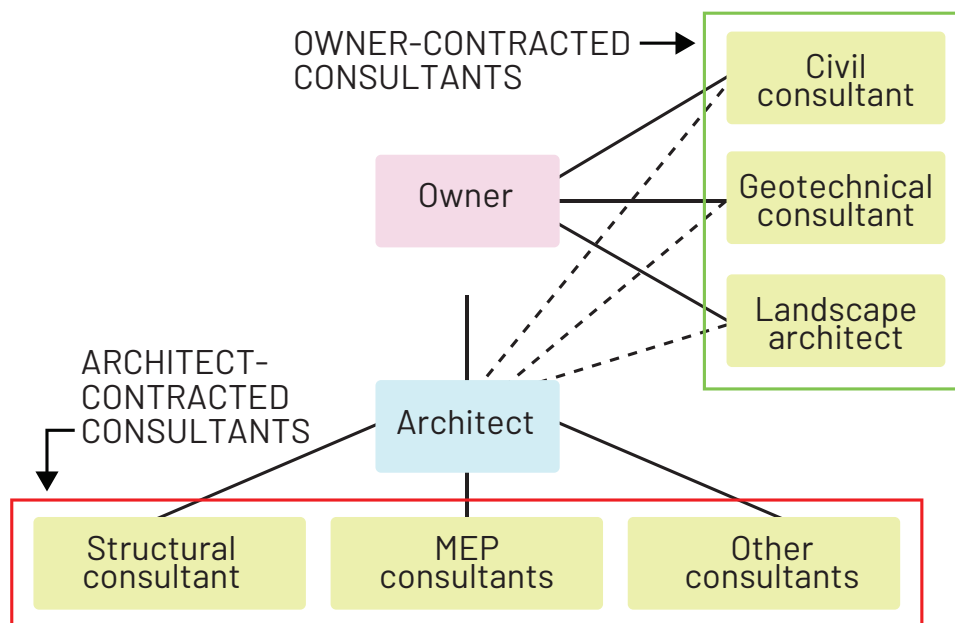 OWNER-CONTRACTED
CONSULTANTS
Civil
consultant
Owner
Geotechnical
consultant
Landscape
architect
ARCHITECT-
CONTRACTED
CONSULTANTS
Architect
Structural
consultant
MEP
consultants
Other
consultants